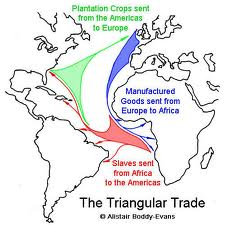 Plantation Crops sent
from the Americas
to Europe
Manufactured
Goods sent from
Europe to Africa
Slaves sent
from Africa
to the Americas
The Triangular Trade
© Alistair Boddy-Evans